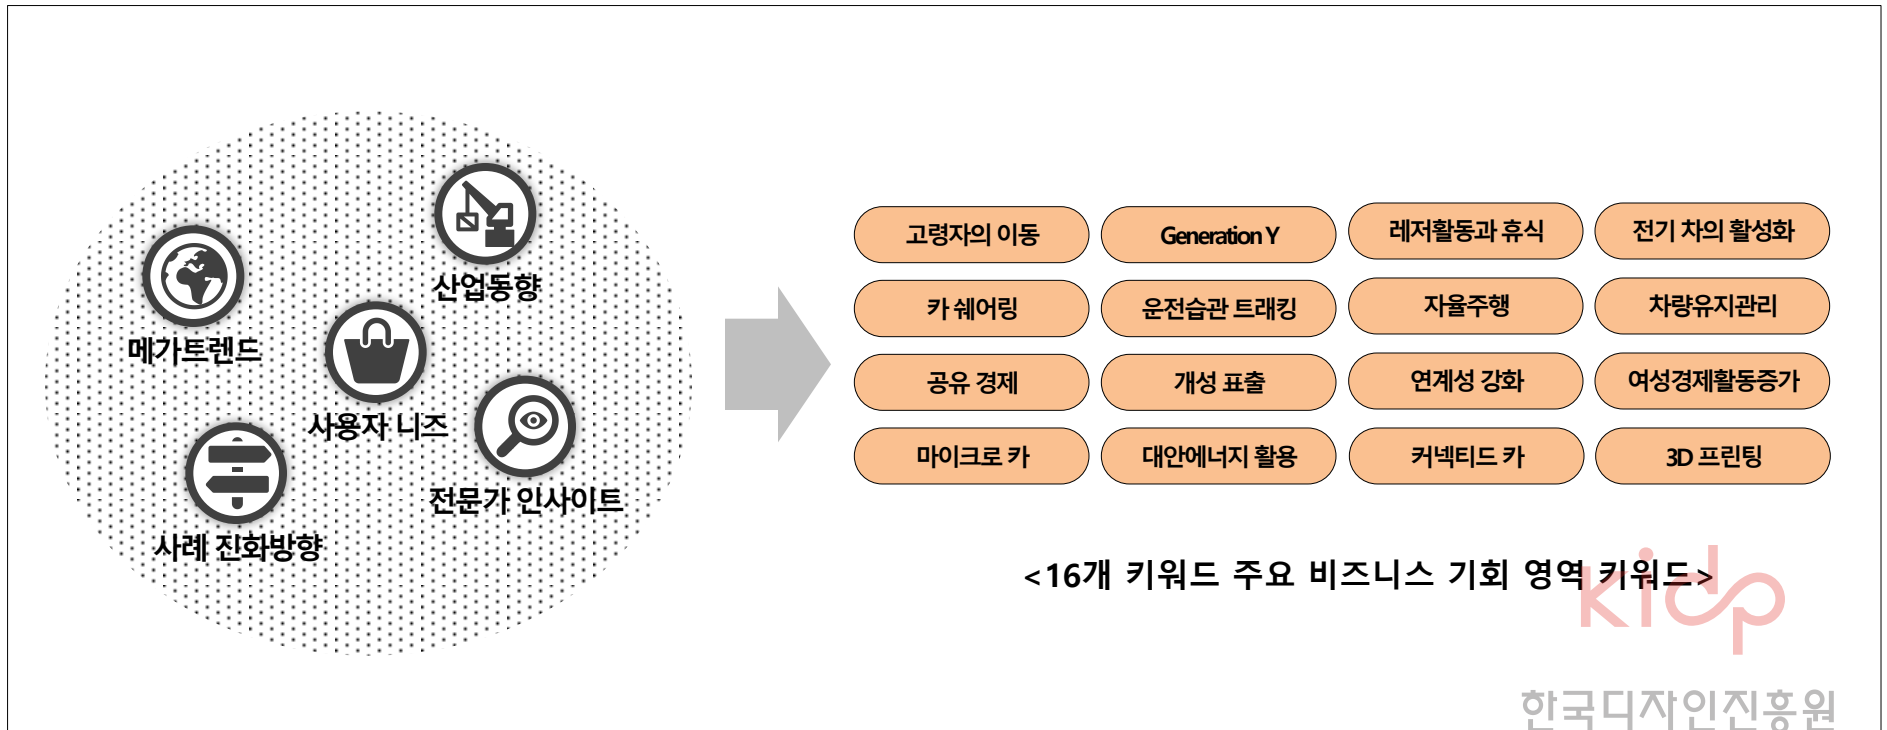 산업동향
메가트렌드
사용자 니즈
전문가 인사이트
사례 진화방향
고령자의 이동
Generation Y
레저활동과 휴식
전기 차의 활성화
카 쉐어링
운전습관 트래킹
자율주행
차량유지관리
공유 경제
개성 표출
연계성 강화
여성경제활동증가
마이크로 카
대안에너지 활용
커넥티드 카
3D 프린팅
<16개 키워드 주요 비즈니스 기회 영역 키워드>
kidp
한국디자인진흥원